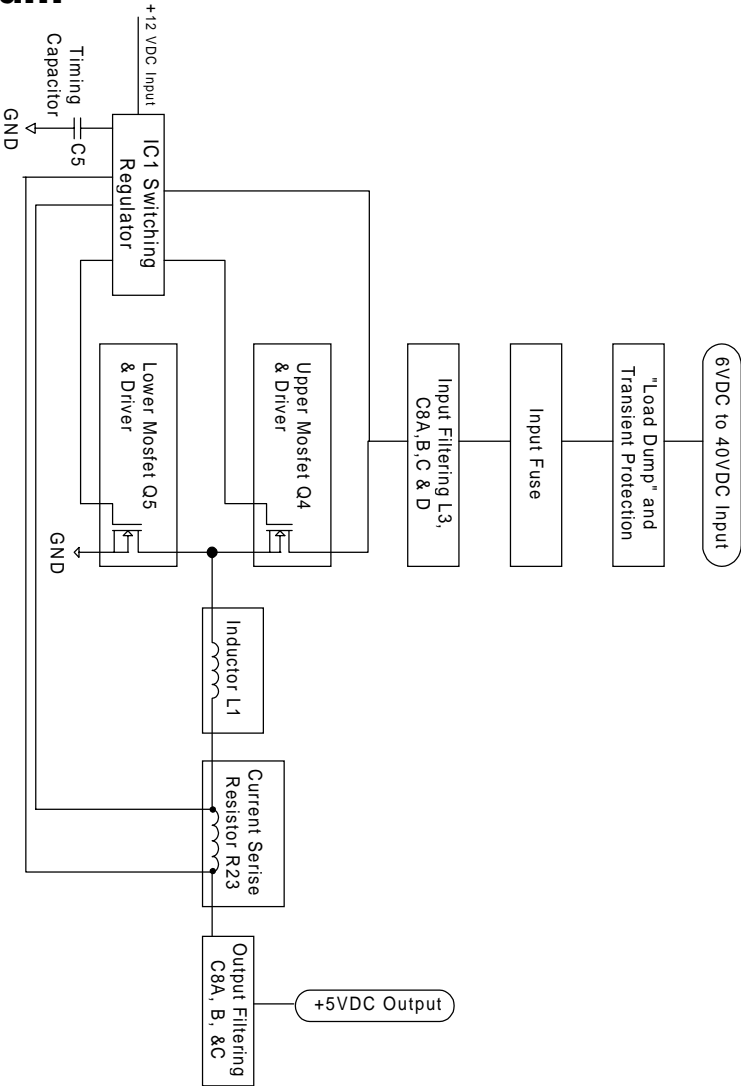 6VDC to 40VDC Input
"Load Dump" and
Transient Protection
Input Fuse
Input Filtering L3,
C8A,B,C & D
Upper Mosfet Q4
& Driver
Lower Mosfet Q5
& Driver
GND
+12 VDC Input
IC1 Switching
Regulator
Timing
Capacitor
C5
GND
Inductor L1
Current Serise
Resistor R23
Output Filtering
C8A, B, &C
+5VDC Output